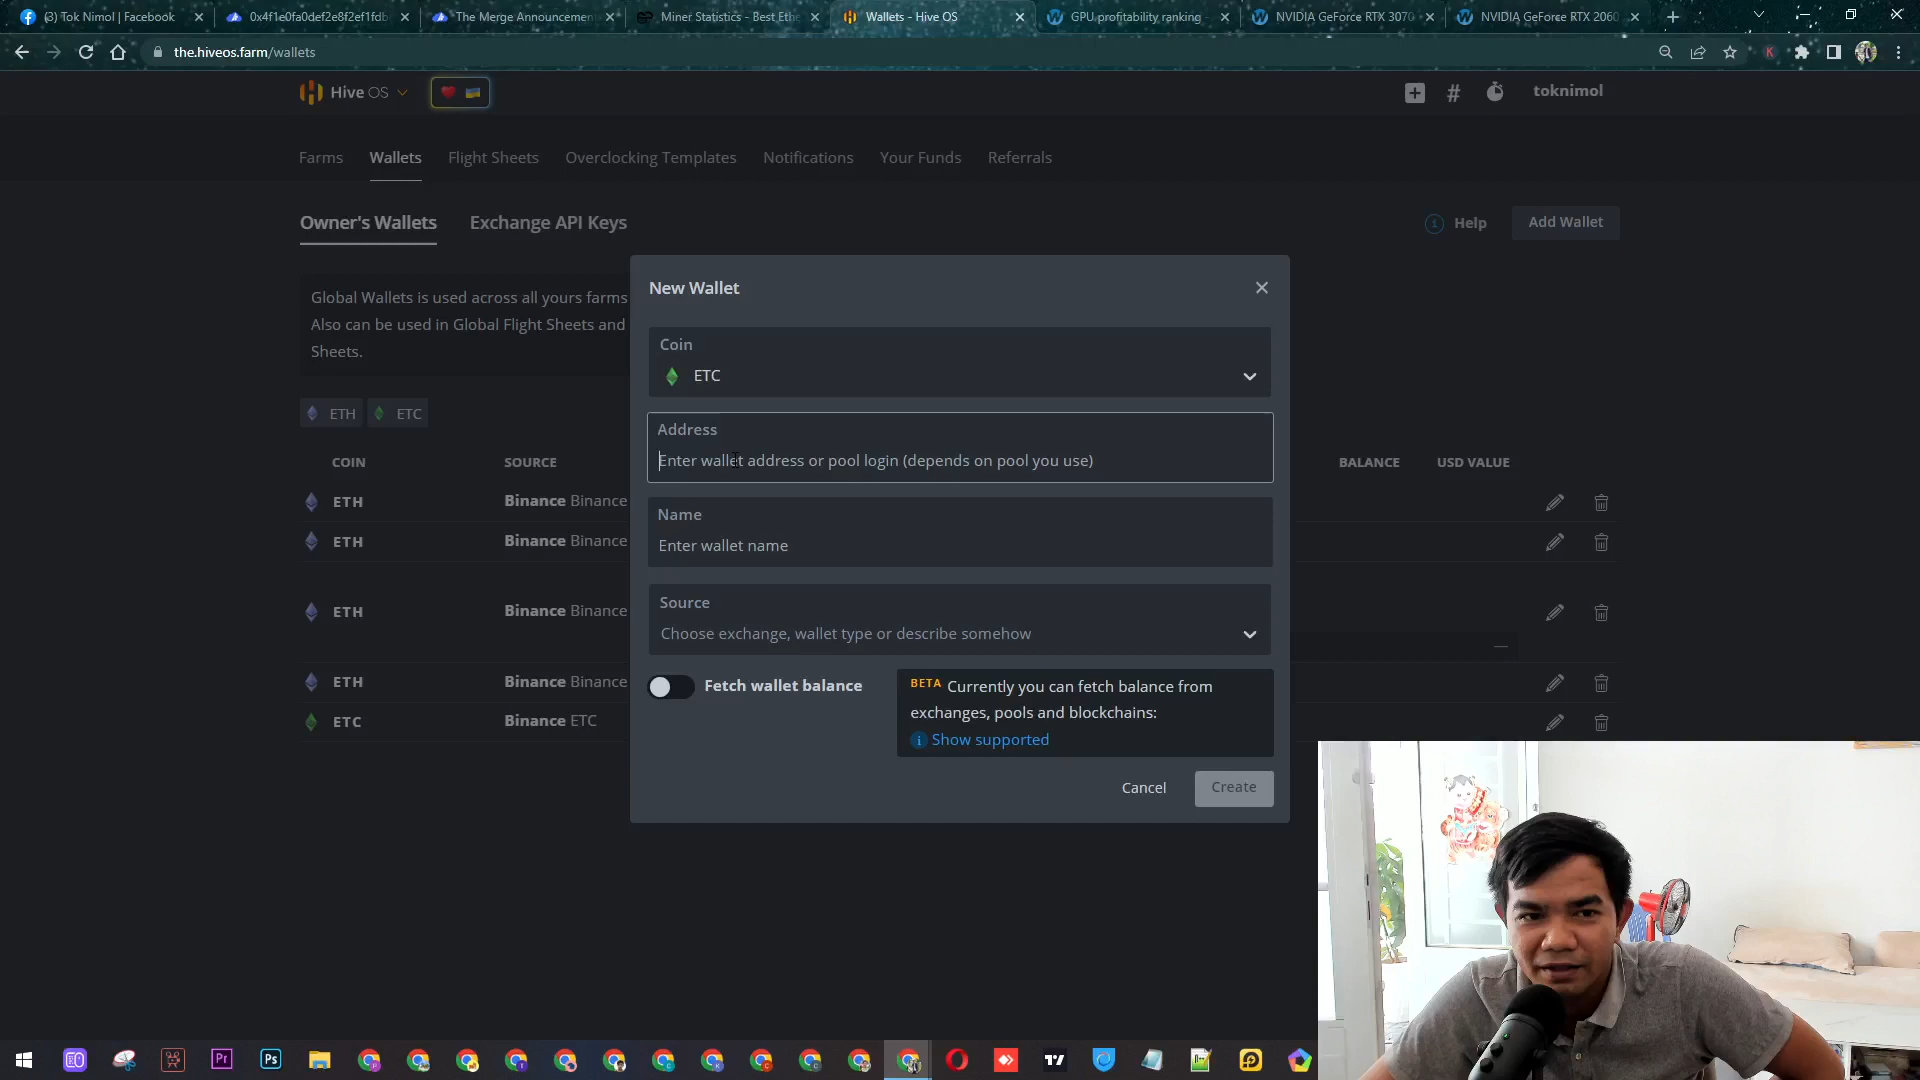 (3) Tok Nimol | Facebook
0x4f1e0fa0def2e8f2ef1fdb
The Merge Announcemen
Miner Statistics - Best Ethe
Wallets - Hive OS
GPU profitability ranking
NVIDIA GeForce RTX 3070
NVIDIA GeForce RTX 2060
the.hiveos.farm/wallets
K
Hive OS
toknimol
Farms
Wallets
Flight Sheets
Overclocking Templates
Notifications
Your Funds
Referrals
Owner's Wallets
Exchange API Keys
Help
Add Wallet
Global Wallets is used across all yours farms
Also can be used in Global Flight Sheets and
Sheets.
ETH
ETC
COIN
SOURCE
BALANCE
USD VALUE
ETH
Binance Binance
ETH
Binance Binance
ETH
Binance Binance
ETH
Binance Binance
ETC
Binance ETC
New Wallet
Coin
ETC
Address
Enter wallet address or pool login (depends on pool you use)
Name
Enter wallet name
Source
Choose exchange, wallet type or describe somehow
Fetch wallet balance
BETA Currently you can fetch balance from
exchanges, pools and blockchains:
Show supported
Cancel
Create
Pr
Ps